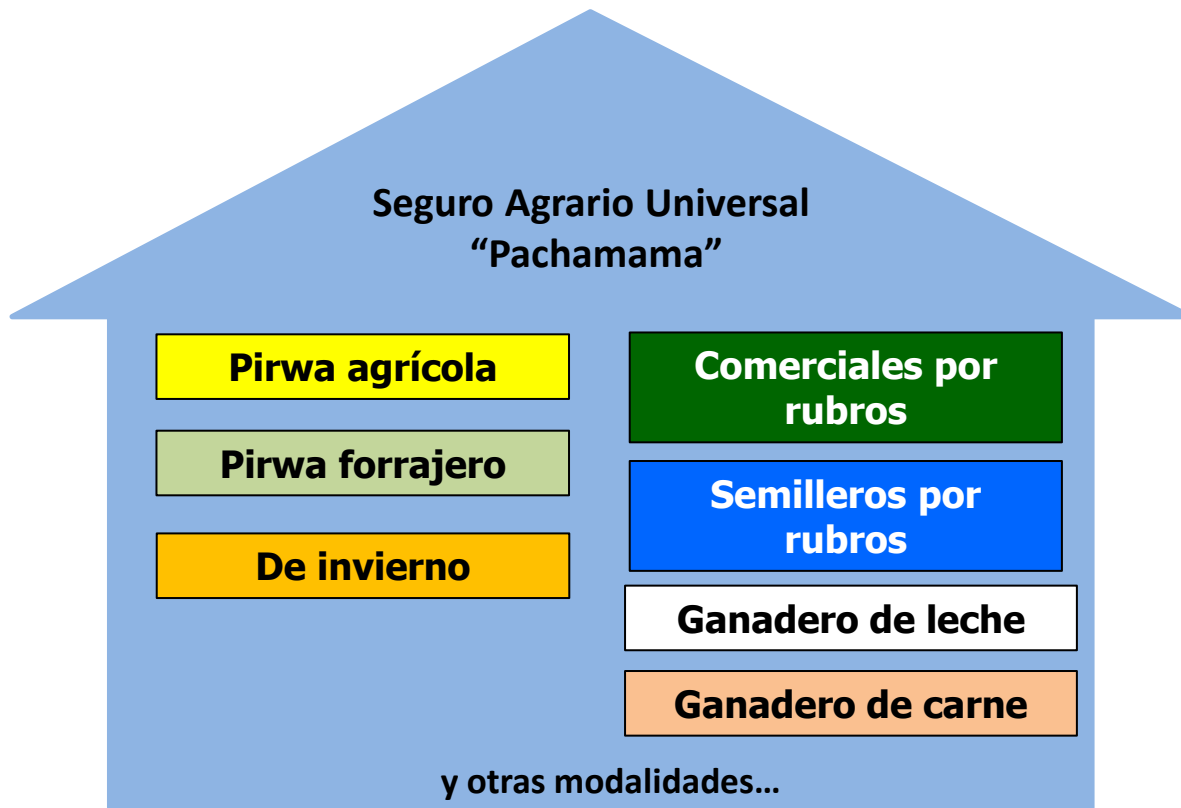 Seguro Agrario Universal
“Pachamama”
Pirwa agrícola
Pirwa forrajero
De invierno
Comerciales por
rubros
Semilleros por
rubros
Ganadero de leche
Ganadero de carne
y otras modalidades...